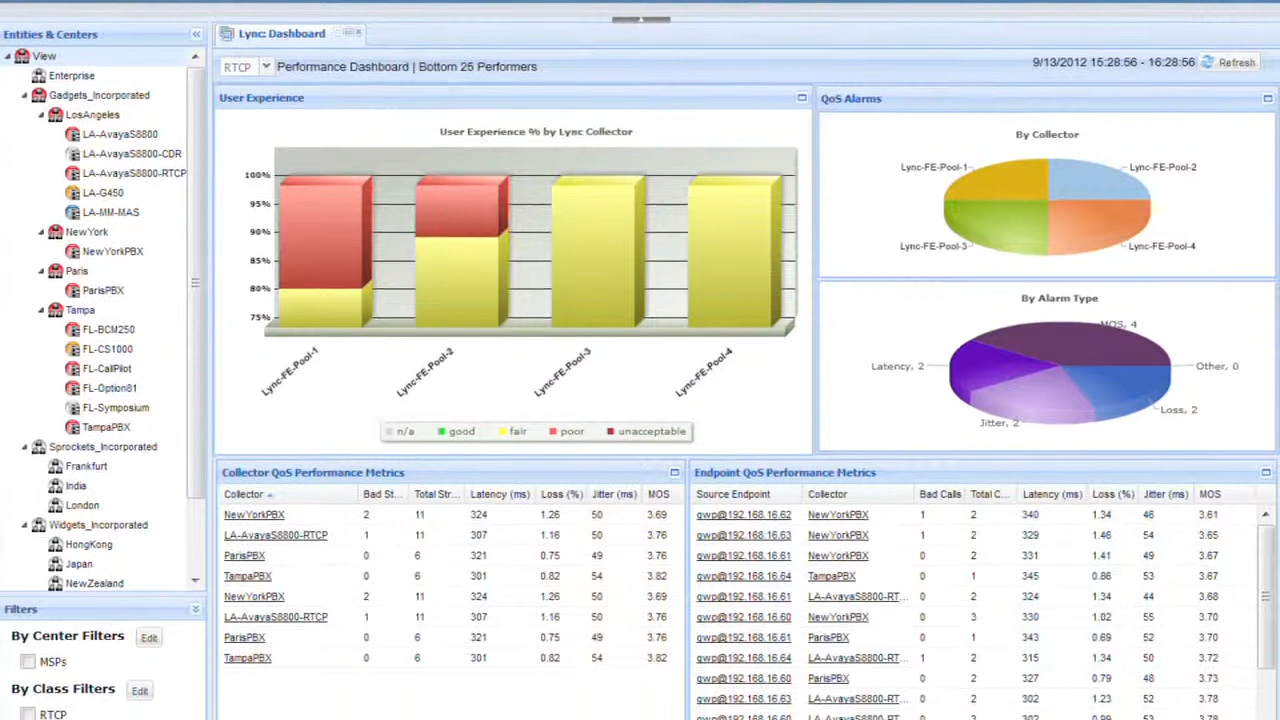 Entities & Centers
View
Enterprise
Gadgets_Incorporated
LosAngeles
LA-AvayaS8800
LA-AvayaS8800-CDR
LA-AvayaS8800-RTCP
LA-G450
LA-MM-MAS
NewYork
NewYorkPBX
Paris
ParisPBX
Tampa
FL-BCM250
FL-CS1000
FL-CallPilot
FL-Option81
FL-Symposium
TampaPBX
Sprockets_Incorporated
Frankfurt
India
London
Widgets_Incorporated
HongKong
Japan
NewZealand
Filters
By Center Filters Edit
MSPs
By Class Filters Edit
RTCP
Lync: Dashboard
RTCP Performance Dashboard | Bottom 25 Performers 9/13/2012 15:28:56 - 16:28:56 Refresh
User Experience
User Experience % by Lync Collector
100%
95%
90%
85%
80%
75%
Lync-FE-Pool-1 Lync-FE-Pool-2 Lync-FE-Pool-3 Lync-FE-Pool-4
n/a good fair poor unacceptable
QoS Alarms
By Collector
Lync-FE-Pool-1 Lync-FE-Pool-2
Lync-FE-Pool-3 Lync-FE-Pool-4
By Alarm Type
MOS, 4
Latency, 2 Other, 0
Loss, 2
Jitter, 2
Collector QoS Performance Metrics
Collector Bad St... Total Str... Latency (ms) Loss (%) Jitter (ms) MOS
NewYorkPBX 2 11 324 1.26 50 3.69
LA-AvayaS8800-RTCP 1 11 307 1.16 50 3.76
ParisPBX 0 6 321 0.75 49 3.76
TampaPBX 0 6 301 0.82 54 3.82
NewYorkPBX 2 11 324 1.26 50 3.69
LA-AvayaS8800-RTCP 1 11 307 1.16 50 3.76
ParisPBX 0 6 321 0.75 49 3.76
TampaPBX 0 6 301 0.82 54 3.82
Endpoint QoS Performance Metrics
Source Endpoint Collector Bad Calls Total C... Latency (ms) Loss (%) Jitter (ms) MOS
gwp@192.168.16.62 NewYorkPBX 1 2 340 1.34 46 3.61
gwp@192.168.16.63 NewYorkPBX 1 2 329 1.46 54 3.65
gwp@192.168.16.61 NewYorkPBX 0 2 331 1.41 49 3.67
gwp@192.168.16.64 TampaPBX 0 1 345 0.86 53 3.67
gwp@192.168.16.61 LA-AvayaS8800-RT... 0 2 324 1.34 44 3.68
gwp@192.168.16.60 NewYorkPBX 0 3 330 1.02 55 3.70
gwp@192.168.16.61 ParisPBX 0 1 343 0.69 52 3.70
gwp@192.168.16.64 LA-AvayaS8800-RT... 1 2 315 1.34 50 3.72
gwp@192.168.16.60 ParisPBX 0 2 327 0.79 48 3.73
gwp@192.168.16.63 LA-AvayaS8800-RT... 0 2 302 1.23 52 3.78